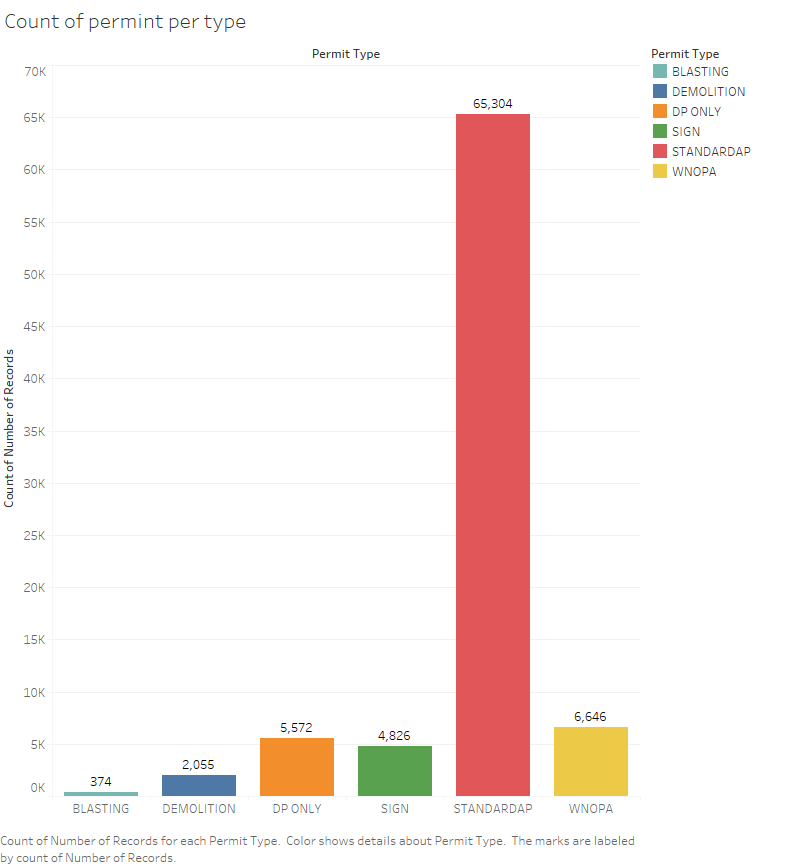 Count of permint per type
Permit Type
Permit Type
BLASTING
DEMOLITION
DP ONLY
SIGN
STANDARDAP
WNOPA
Count of Number of Records
70K
65K
60K
55K
50K
45K
40K
35K
30K
25K
20K
15K
10K
5K
0K
374
2,055
5,572
4,826
65,304
6,646
BLASTING
DEMOLITION
DP ONLY
SIGN
STANDARDAP
WNOPA
Count of Number of Records for each Permit Type. Color shows details about Permit Type. The marks are labeled
by count of Number of Records.